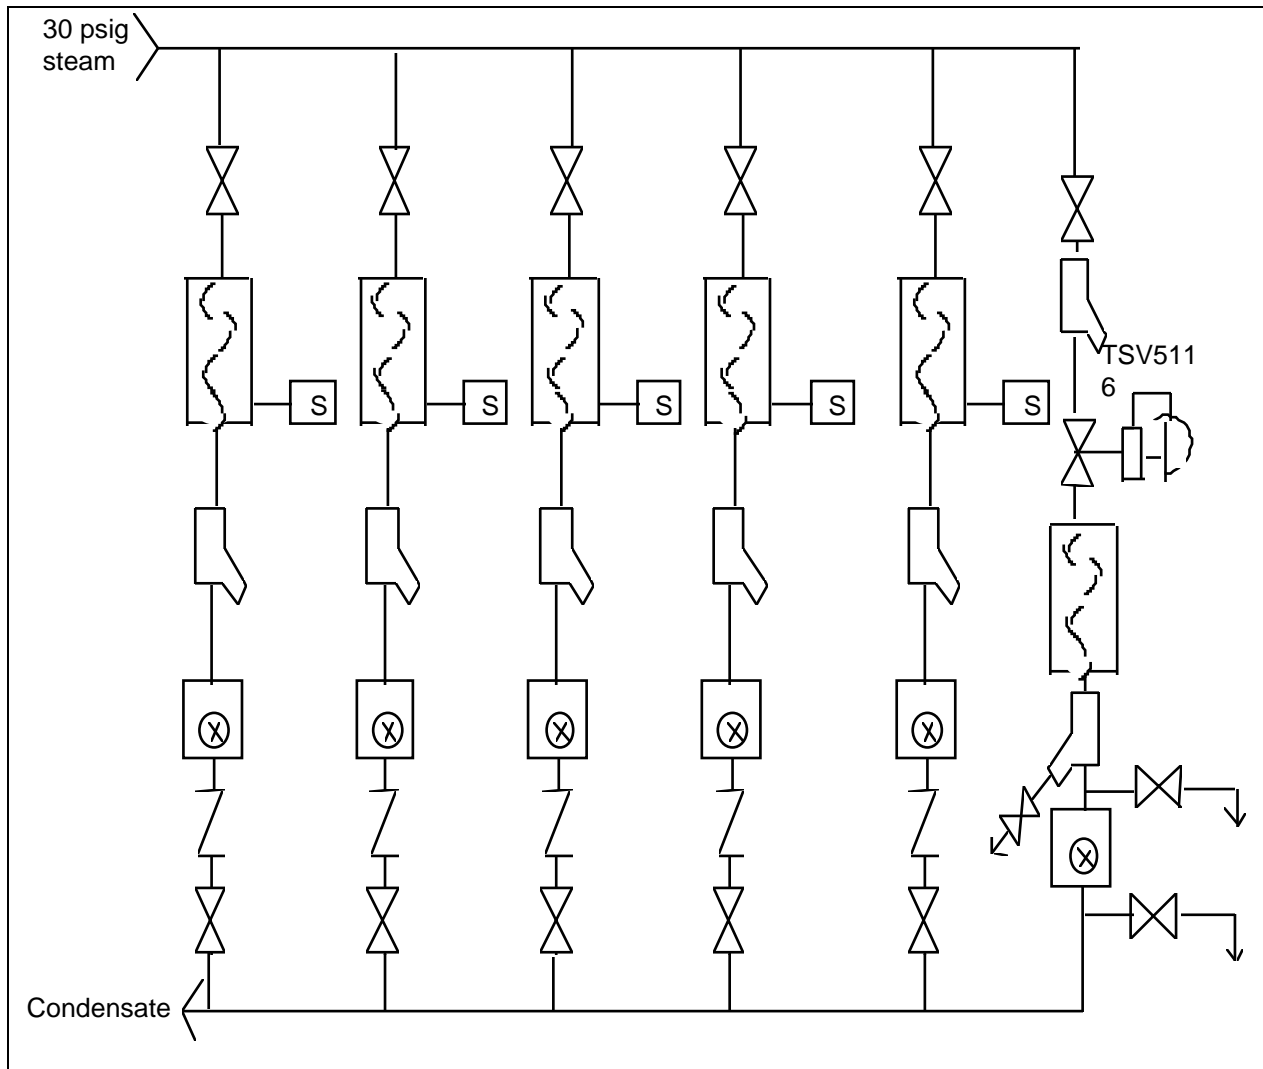 30 psig
steam
TSV511
6
S S S S S
X X X X X
X
Condensate